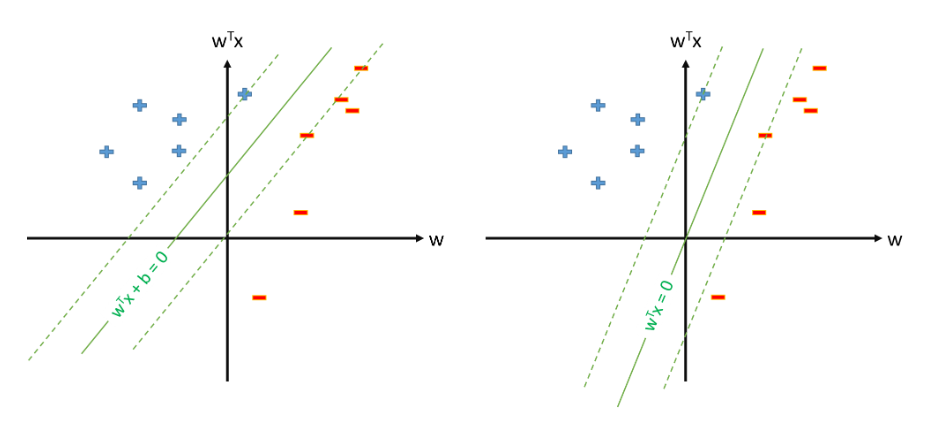 wᵀx
w
wᵀx + b = 0
wᵀx
w
wᵀx = 0